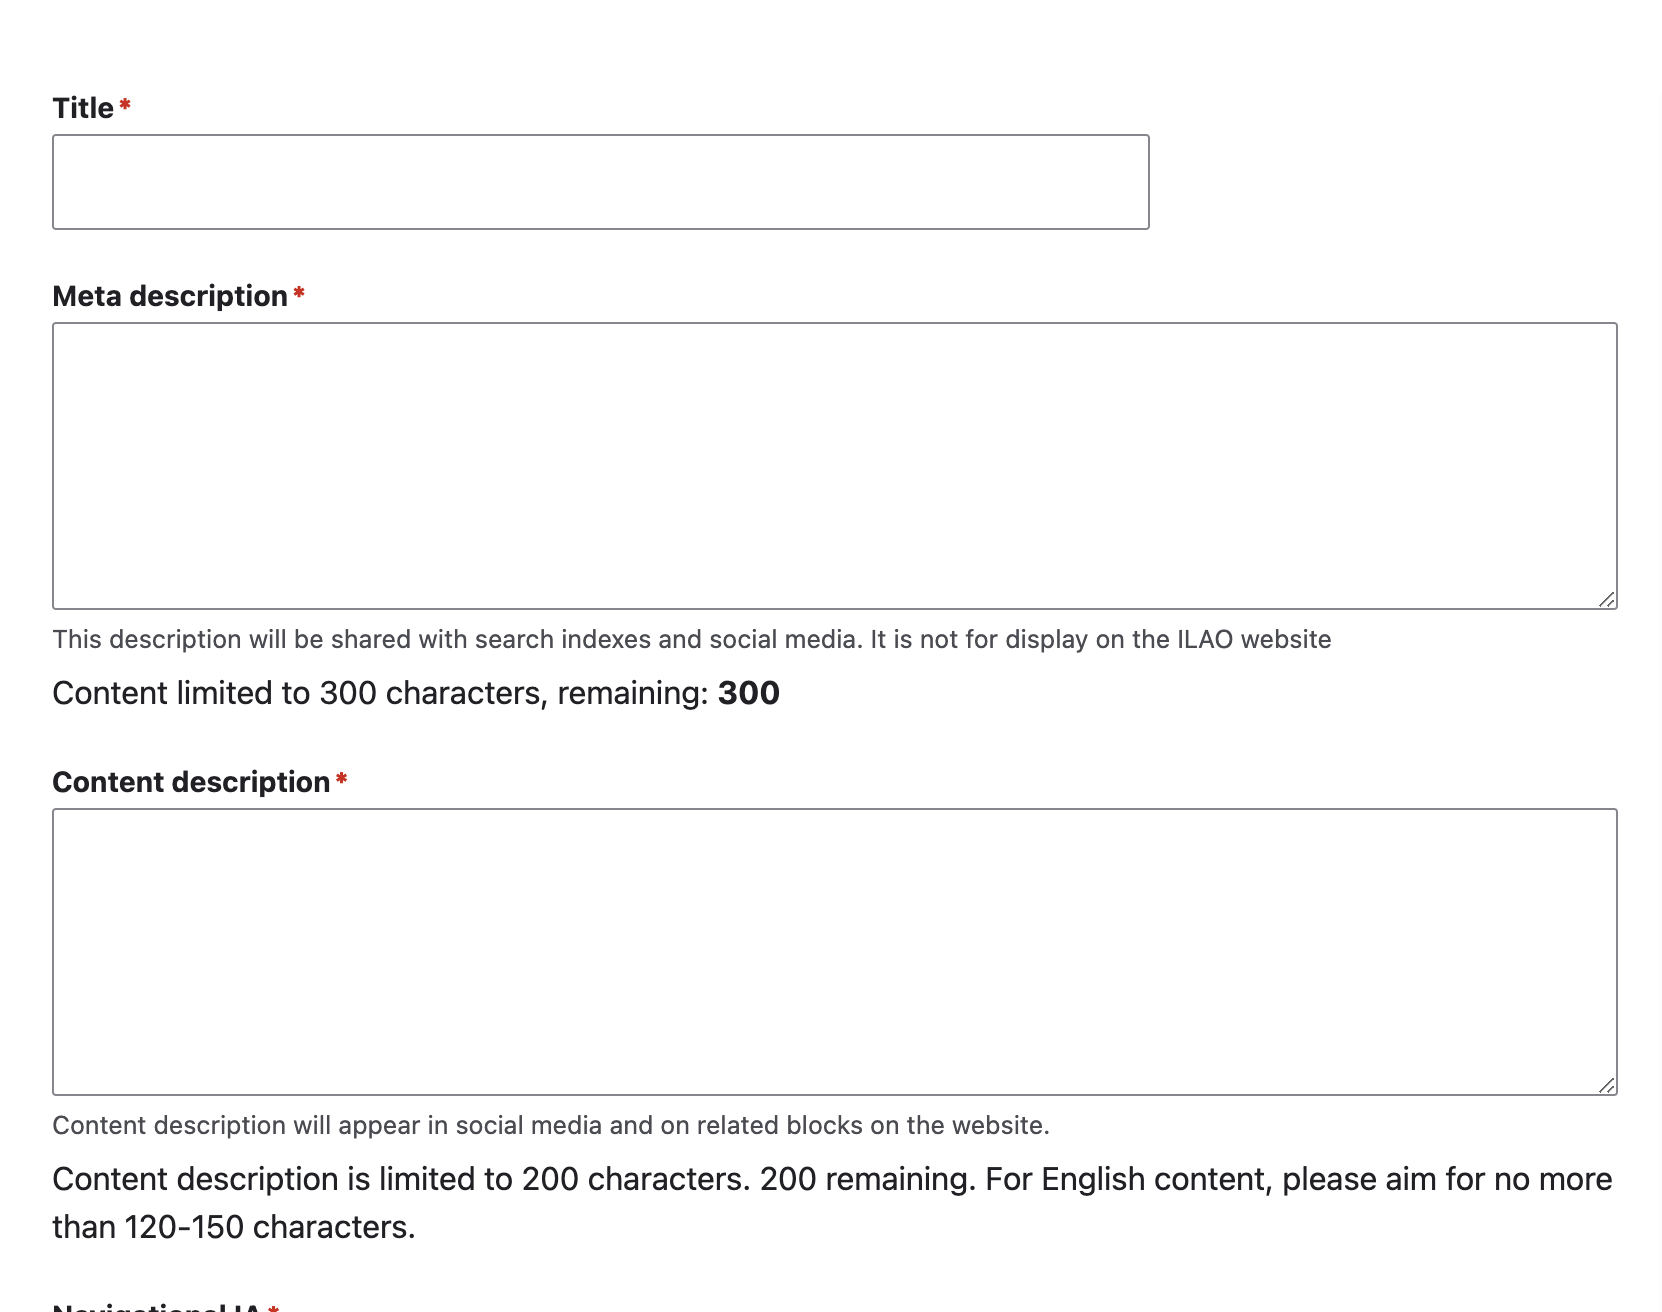 Title *
Meta description *
This description will be shared with search indexes and social media. It is not for display on the ILAO website
Content limited to 300 characters, remaining: 300
Content description *
Content description will appear in social media and on related blocks on the website.
Content description is limited to 200 characters. 200 remaining. For English content, please aim for no more
than 120-150 characters.
Navigational IA *